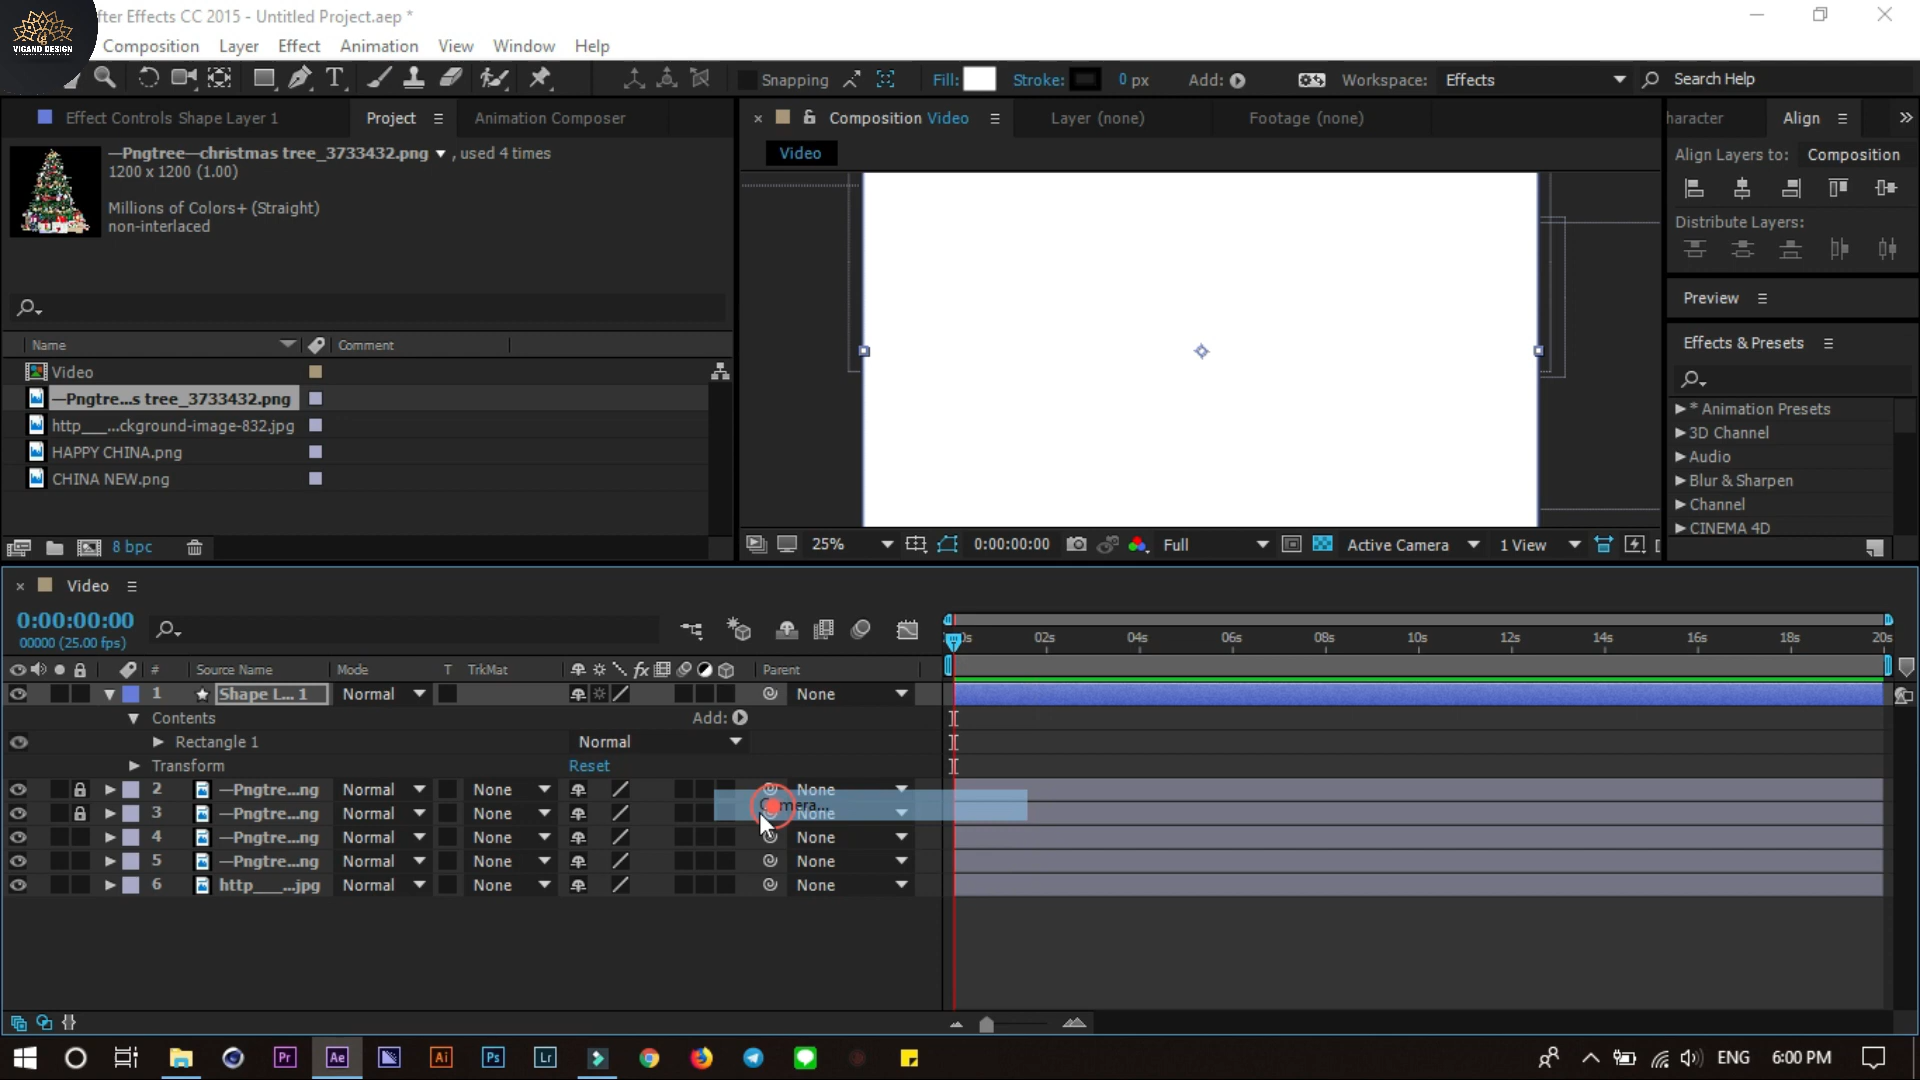 VIGAND DESIGN
fter Effects CC 2015 - Untitled Project.aep *
Composition Layer Effect Animation View Window Help
Snapping Fill: Stroke: 0 px Add: Workspace: Effects Search Help
Effect Controls Shape Layer 1 Project Animation Composer
Composition Video Layer (none) Footage (none)
haracter Align
Video
—Pngtree—christmas tree_3733432.png , used 4 times
1200 x 1200 (1.00)
Millions of Colors+ (Straight)
non-interlaced
Align Layers to: Composition
Distribute Layers:
Preview
Effects & Presets
* Animation Presets
3D Channel
Audio
Blur & Sharpen
Channel
CINEMA 4D
Name Comment
Video
—Pngtre...s tree_3733432.png
http___...ckground-image-832.jpg
HAPPY CHINA.png
CHINA NEW.png
8 bpc
25% 0:00:00:00 Full Active Camera 1 View
Video
0:00:00:00
00000 (25.00 fps)
0s 02s 04s 06s 08s 10s 12s 14s 16s 18s 20s
# Source Name Mode T TrkMat fx Parent
1 Shape L... 1 Normal None
Contents Add:
Rectangle 1 Normal
Transform Reset
2 —Pngtre...ng Normal None None
Camera...
3 —Pngtre...ng Normal None None
4 —Pngtre...ng Normal None None
5 —Pngtre...ng Normal None None
6 http___...jpg Normal None None
Pr Ae Ai Ps Lr ENG 6:00 PM